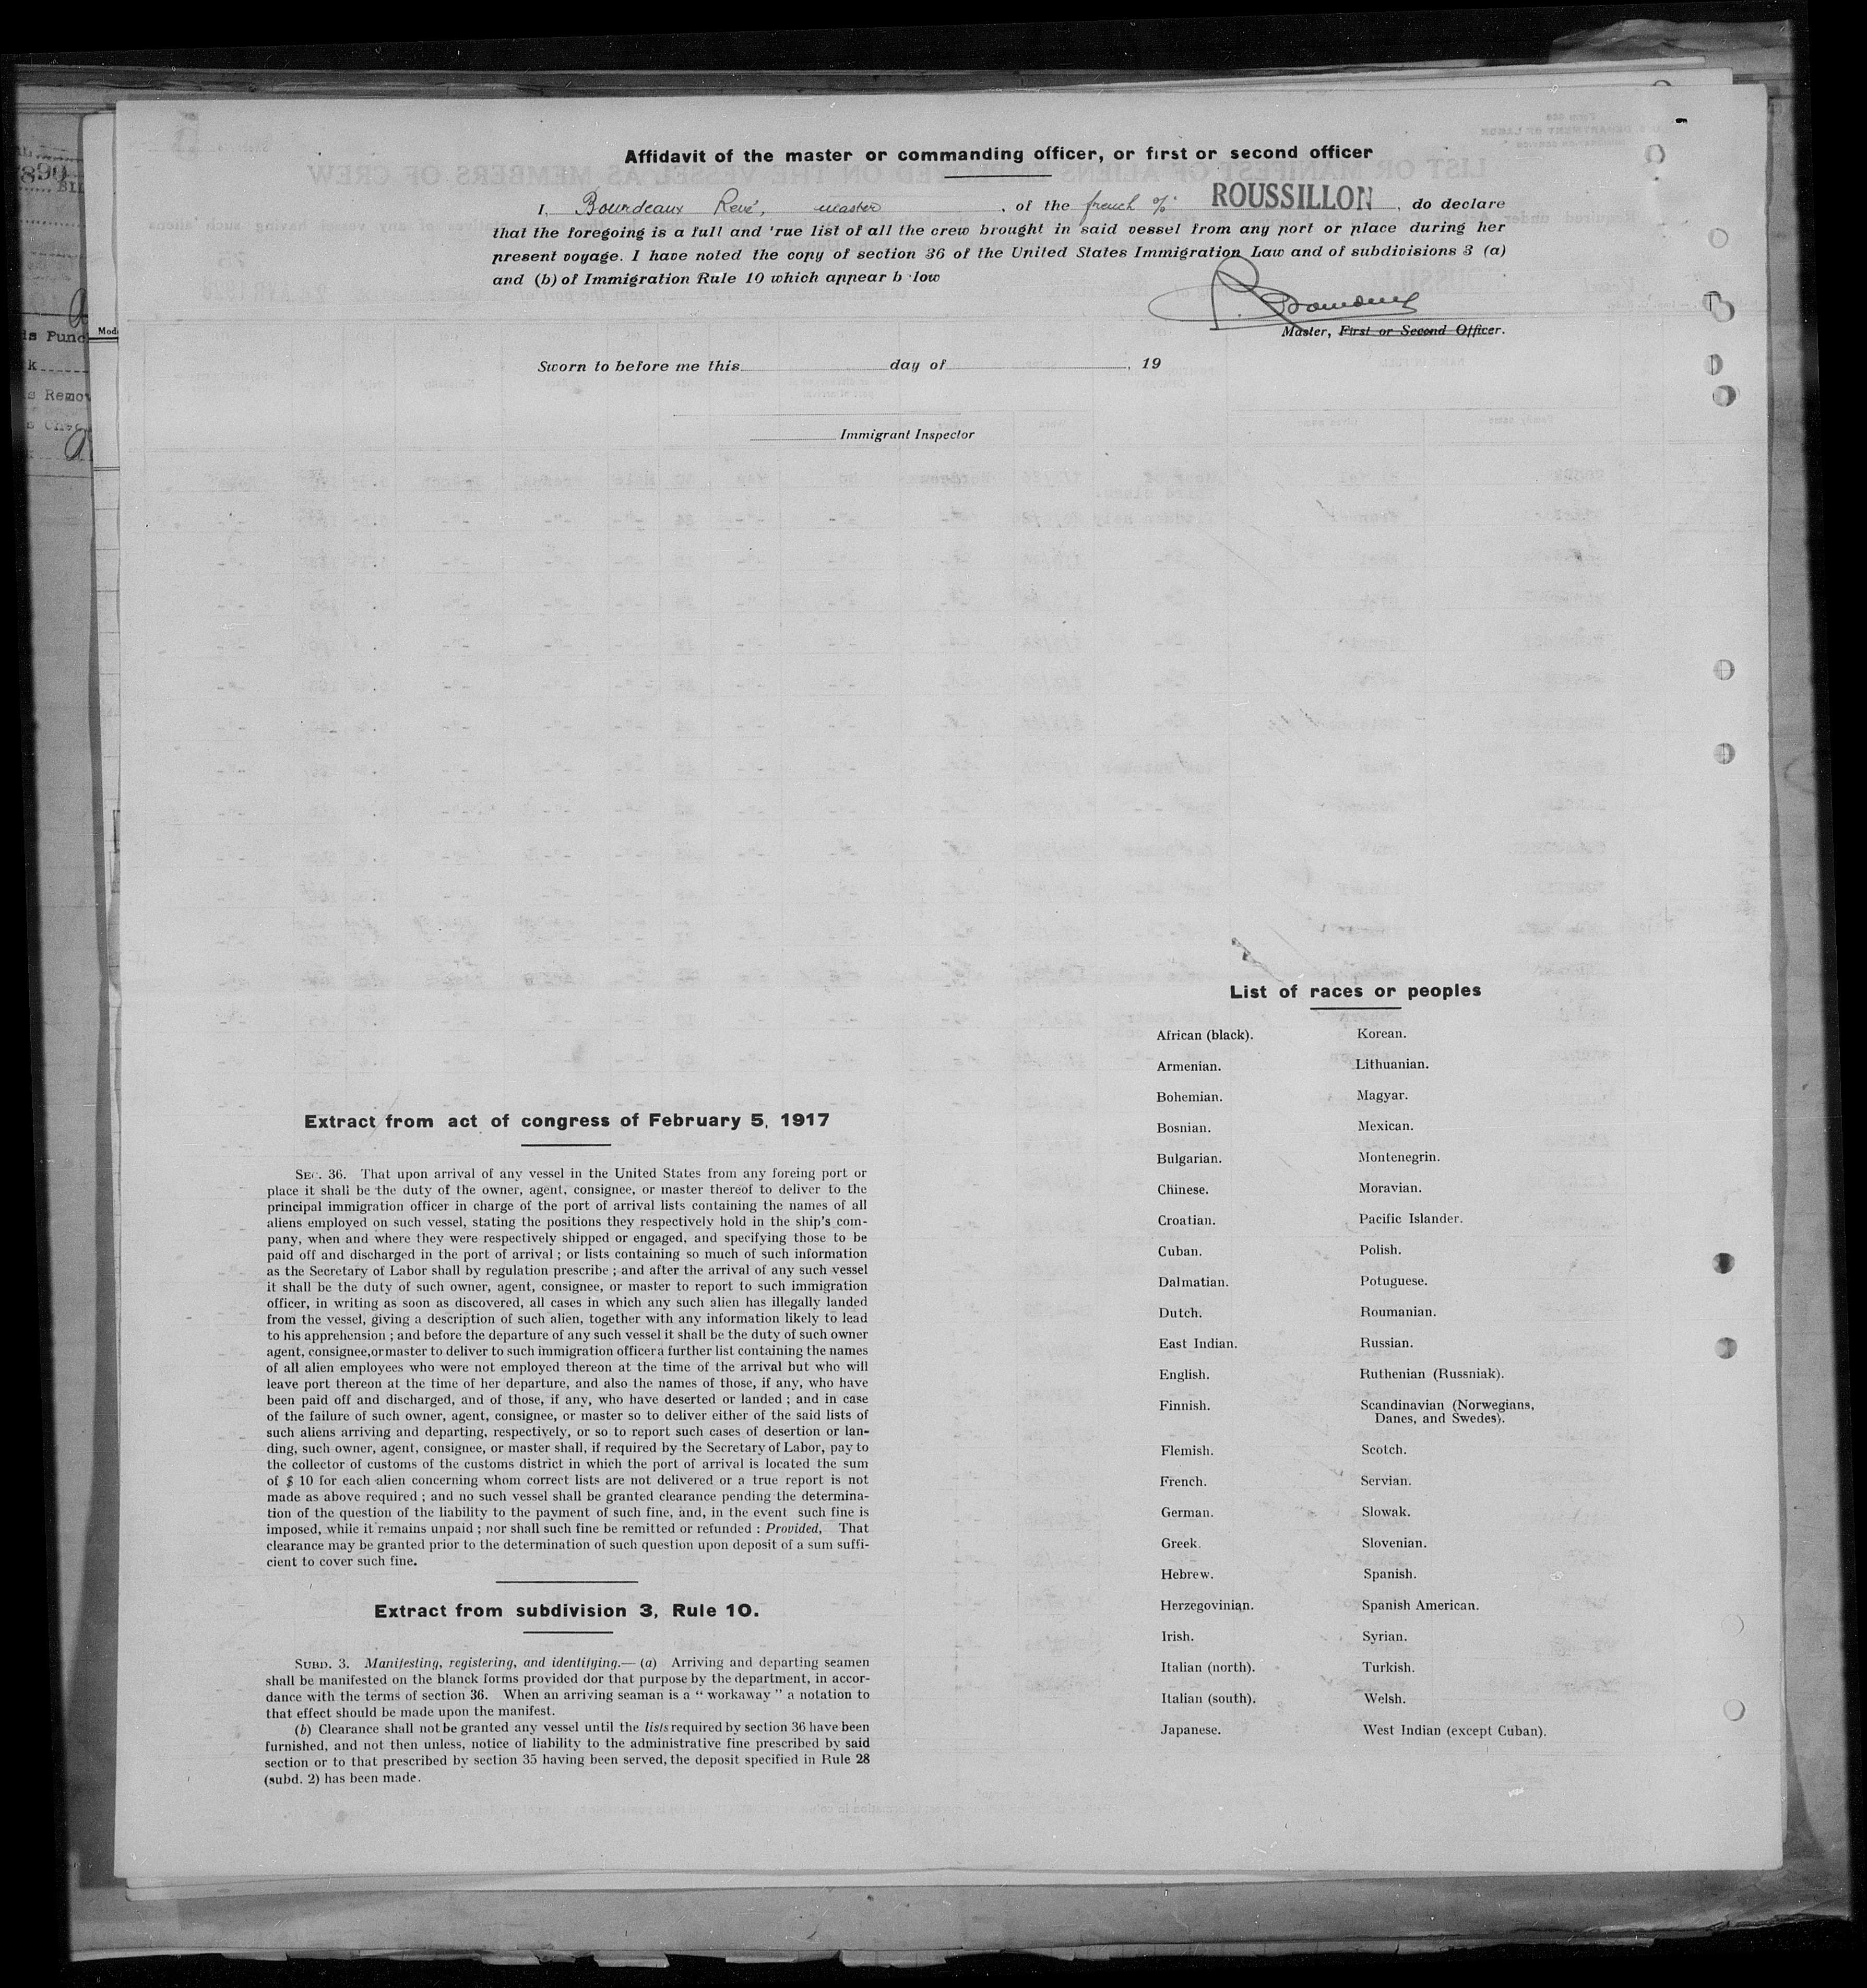 Affidavit of the master or commanding officer, or first or second officer
I, Bourdeaux René, master, of the french S/S ROUSSILLON, do declare
that the foregoing is a full and 'rue list of all the crew brought in said vessel from any port or place during her
present voyage. I have noted the copy of section 36 of the United States Immigration Law and of subdivisions 3 (a)
and (b) of Immigration Rule 10 which appear b low
Master, First or Second Officer.
Sworn to before me this day of , 19
Immigrant Inspector
List of races or peoples
African (black). Korean.
Armenian. Lithuanian.
Bohemian. Magyar.
Bosnian. Mexican.
Bulgarian. Montenegrin.
Chinese. Moravian.
Croatian. Pacific Islander.
Cuban. Polish.
Dalmatian. Potuguese.
Dutch. Roumanian.
East Indian. Russian.
English. Ruthenian (Russniak).
Finnish. Scandinavian (Norwegians,
Danes, and Swedes).
Flemish. Scotch.
French. Servian.
German. Slowak.
Greek. Slovenian.
Hebrew. Spanish.
Herzegovinian. Spanish American.
Irish. Syrian.
Italian (north). Turkish.
Italian (south). Welsh.
Japanese. West Indian (except Cuban).
Extract from act of congress of February 5, 1917
SEC. 36. That upon arrival of any vessel in the United States from any foreing port or
place it shall be the duty of the owner, agent, consignee, or master thereof to deliver to the
principal immigration officer in charge of the port of arrival lists containing the names of all
aliens employed on such vessel, stating the positions they respectively hold in the ship's com-
pany, when and where they were respectively shipped or engaged, and specifying those to be
paid off and discharged in the port of arrival ; or lists containing so much of such information
as the Secretary of Labor shall by regulation prescribe ; and after the arrival of any such vessel
it shall be the duty of such owner, agent, consignee, or master to report to such immigration
officer, in writing as soon as discovered, all cases in which any such alien has illegally landed
from the vessel, giving a description of such alien, together with any information likely to lead
to his apprehension ; and before the departure of any such vessel it shall be the duty of such owner
agent, consignee,or master to deliver to such immigration officer a further list containing the names
of all alien employees who were not employed thereon at the time of the arrival but who will
leave port thereon at the time of her departure, and also the names of those, if any, who have
been paid off and discharged, and of those, if any, who have deserted or landed ; and in case
of the failure of such owner, agent, consignee, or master so to deliver either of the said lists of
such aliens arriving and departing, respectively, or so to report such cases of desertion or lan-
ding, such owner, agent, consignee, or master shall, if required by the Secretary of Labor, pay to
the collector of customs of the customs district in which the port of arrival is located the sum
of $ 10 for each alien concerning whom correct lists are not delivered or a true report is not
made as above required ; and no such vessel shall be granted clearance pending the determina-
tion of the question of the liability to the payment of such fine, and, in the event such fine is
imposed, while it remains unpaid ; nor shall such fine be remitted or refunded : Provided, That
clearance may be granted prior to the determination of such question upon deposit of a sum suffi-
cient to cover such fine.
Extract from subdivision 3, Rule 10.
SUBD. 3. Manifesting, registering, and identifying.— (a) Arriving and departing seamen
shall be manifested on the blanck forms provided dor that purpose by the department, in accor-
dance with the terms of section 36. When an arriving seaman is a “ workaway ” a notation to
that effect should be made upon the manifest.
(b) Clearance shall not be granted any vessel until the lists required by section 36 have been
furnished, and not then unless, notice of liability to the administrative fine prescribed by said
section or to that prescribed by section 35 having been served, the deposit specified in Rule 28
(subd. 2) has been made.